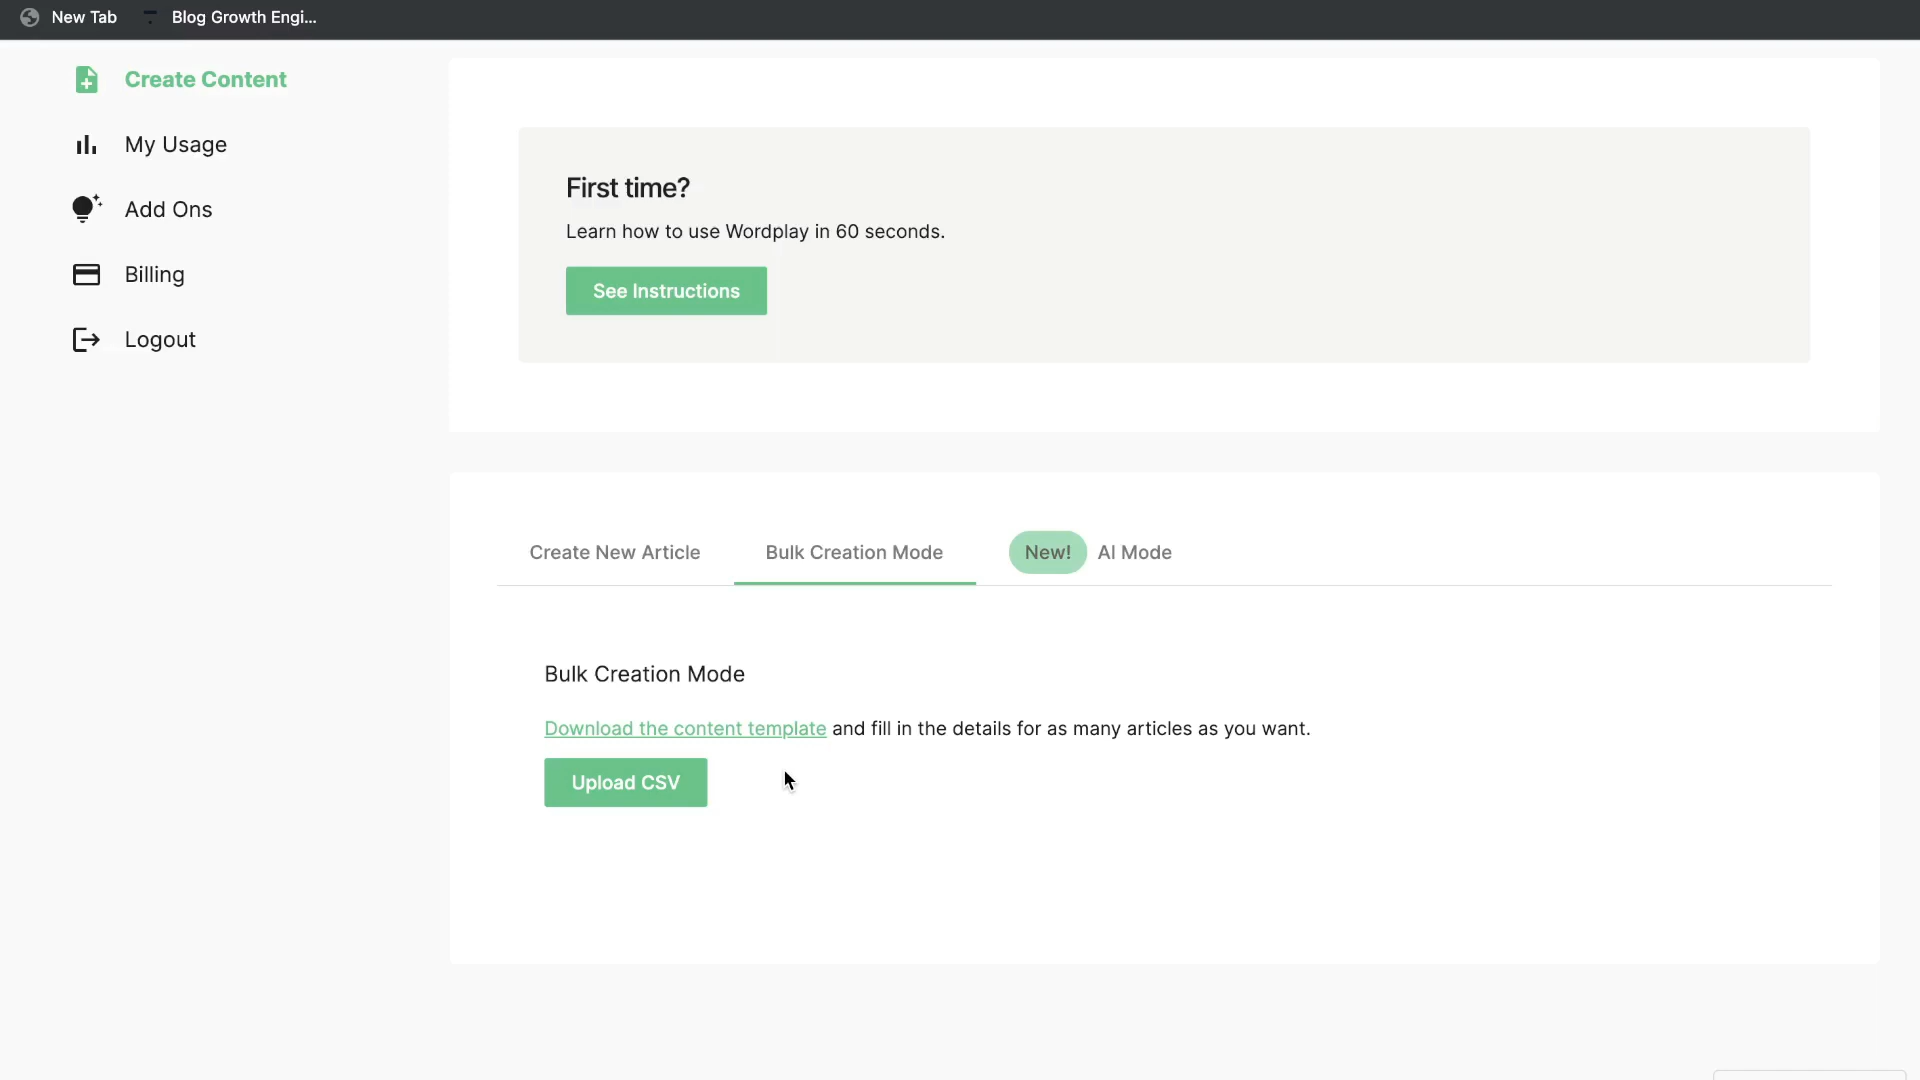 New Tab
Blog Growth Engi...
Create Content
My Usage
Add Ons
Billing
Logout
First time?
Learn how to use Wordplay in 60 seconds.
See Instructions
Create New Article
Bulk Creation Mode
New! AI Mode
Bulk Creation Mode
Download the content template and fill in the details for as many articles as you want.
Upload CSV